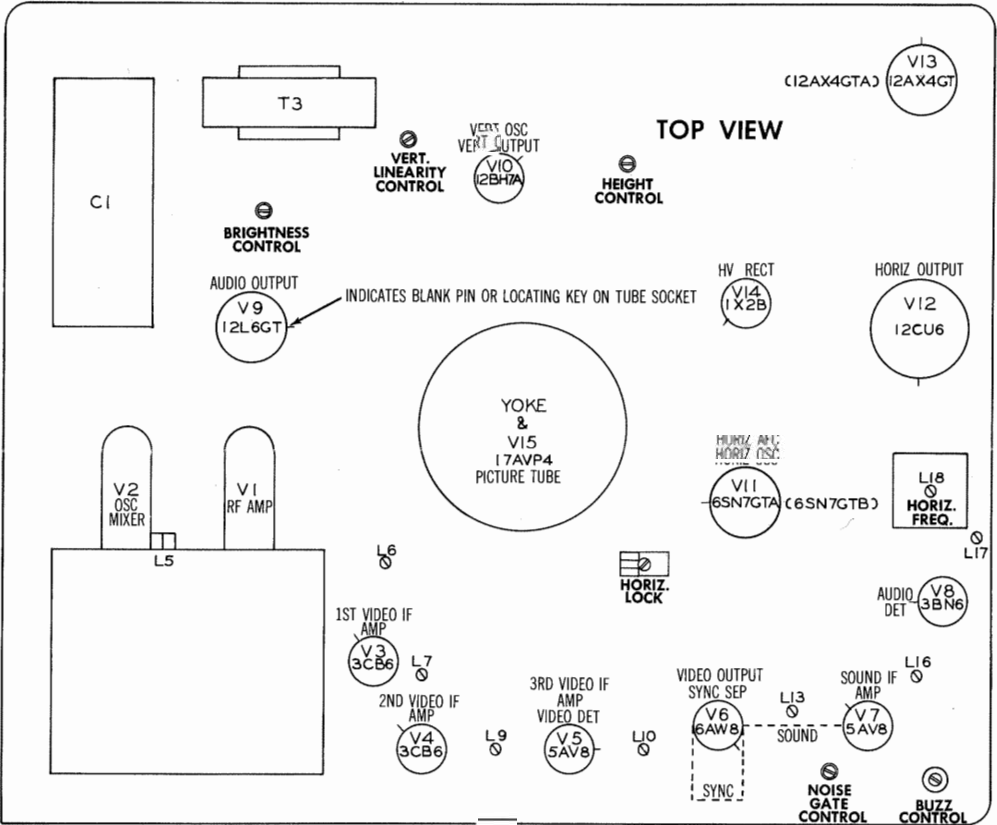 V13
(12AX4GTA) 12AX4GT
T3
TOP VIEW
VERT OSC
VERT OUTPUT
V10
12BH7A
VERT.
LINEARITY
CONTROL
HEIGHT
CONTROL
C1
BRIGHTNESS
CONTROL
AUDIO OUTPUT
V9
12L6GT
INDICATES BLANK PIN OR LOCATING KEY ON TUBE SOCKET
HV RECT
V14
1X2B
HORIZ OUTPUT
V12
12CU6
YOKE
&
V15
17AVP4
PICTURE TUBE
HORIZ AFC
HORIZ OSC
V11
6SN7GTA (6SN7GTB)
L18
HORIZ.
FREQ.
L17
V2
OSC
MIXER
V1
RF AMP
L5
L6
HORIZ.
LOCK
AUDIO
DET
V8
3BN6
1ST VIDEO IF
AMP
V3
3CB6
L7
2ND VIDEO IF
AMP
V4
3CB6
L9
3RD VIDEO IF
AMP
VIDEO DET
V5
5AV8
L10
VIDEO OUTPUT
SYNC SEP
V6
6AW8
SYNC
L13
SOUND
SOUND IF
AMP
V7
5AV8
L16
NOISE
GATE
CONTROL
BUZZ
CONTROL